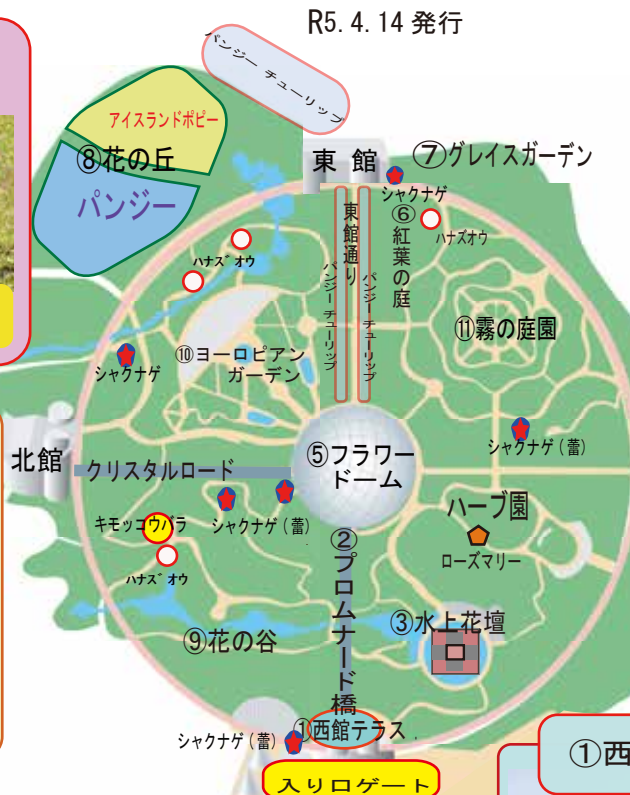 R5.4.14発行
パンジー チューリップ
アイスランドポピー
⑧花の丘
パンジー
東 館
⑦グレイスガーデン
シャクナゲ
東館通り
⑥紅葉の庭
ハナズオウ
ハナズオウ
パンジー チューリップ
パンジー チューリップ
⑪霧の庭園
⑩ヨーロピアン
ガーデン
シャクナゲ
シャクナゲ(蕾)
北館
クリスタルロード
⑤フラワー
ドーム
キモッコウバラ
シャクナゲ(蕾)
ハーブ園
ローズマリー
ハナズオウ
②プロムナード橋
③水上花壇
⑨花の谷
シャクナゲ(蕾)
①西館テラス
①西
入り口ゲート